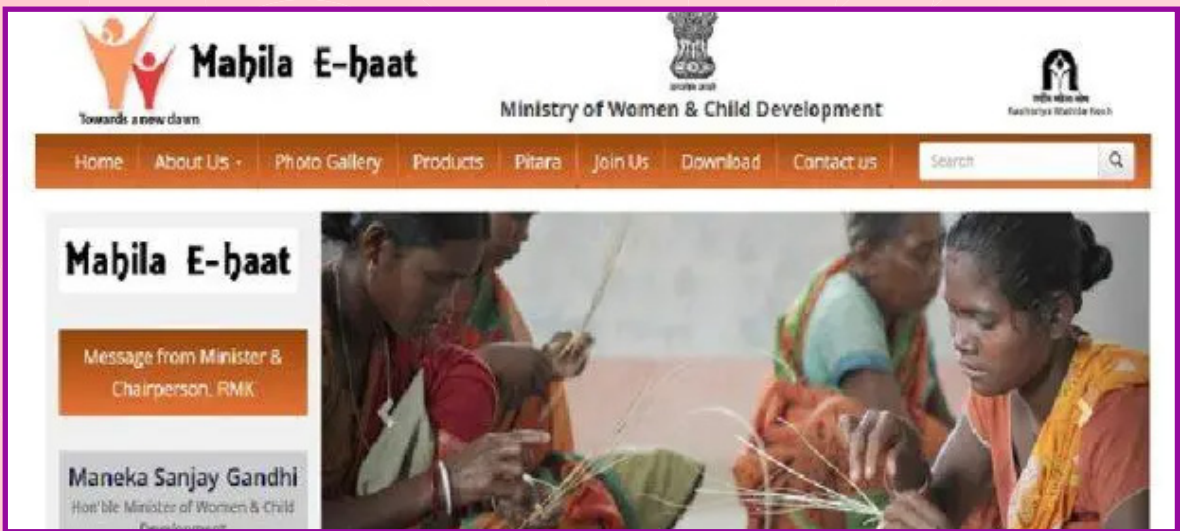 Mahila E-haat
Towards a new dawn
Ministry of Women & Child Development
Home About Us Photo Gallery Products Pitara Join Us Download Contact us Search
Mahila E-haat
Message from Minister &
Chairperson, RMK
Maneka Sanjay Gandhi
Hon'ble Minister of Women & Child
Development